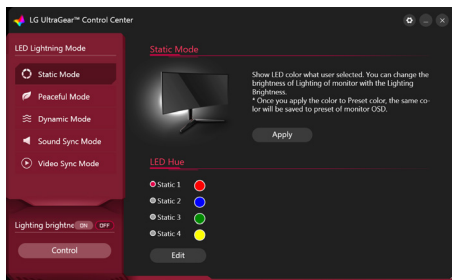 LG UltraGear™ Control Center
LED Lightning Mode
Static Mode
Peaceful Mode
Dynamic Mode
Sound Sync Mode
Video Sync Mode
Lighting brightne ON OFF
Control
Static Mode
Show LED color what user selected. You can change the
brightness of Lighting of monitor with the Lighting
Brightness.
* Once you apply the color to Preset color, the same co-
lor will be saved to preset of monitor OSD.
Apply
LED Hue
Static 1
Static 2
Static 3
Static 4
Edit